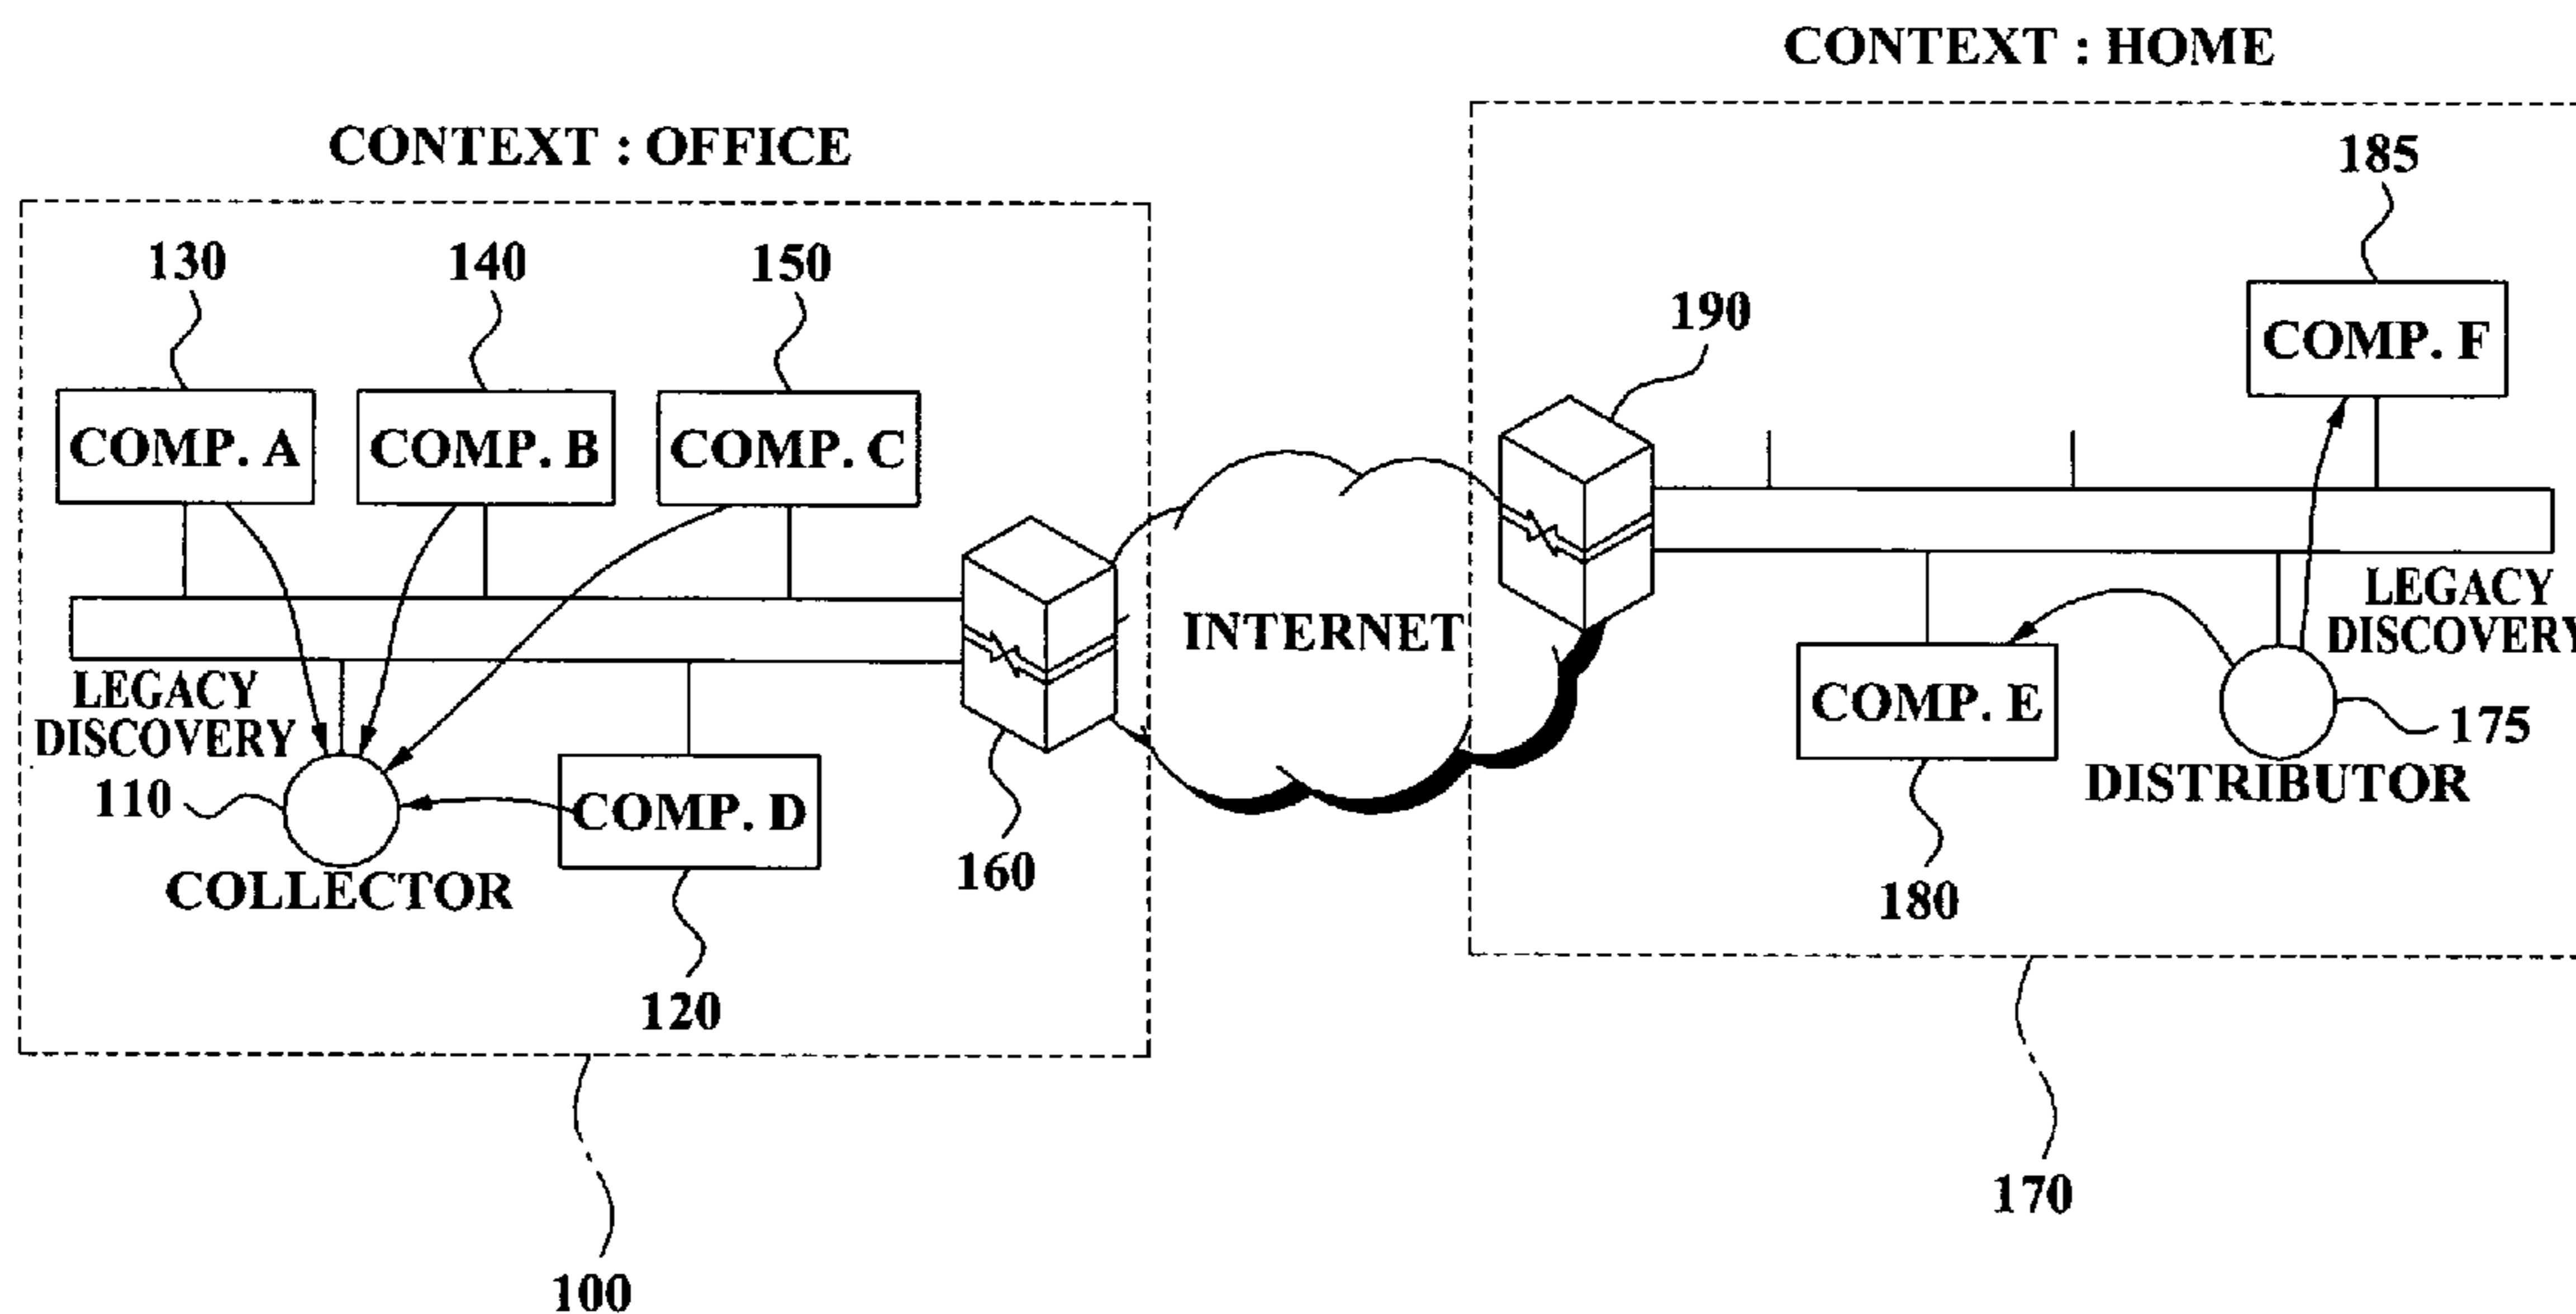 CONTEXT : HOME
CONTEXT : OFFICE
185
130
140
150
190
COMP. F
COMP. A
COMP. B
COMP. C
INTERNET
LEGACY
DISCOVERY
LEGACY
DISCOVERY
COMP. E
175
DISTRIBUTOR
110
COMP. D
COLLECTOR
160
180
120
170
100